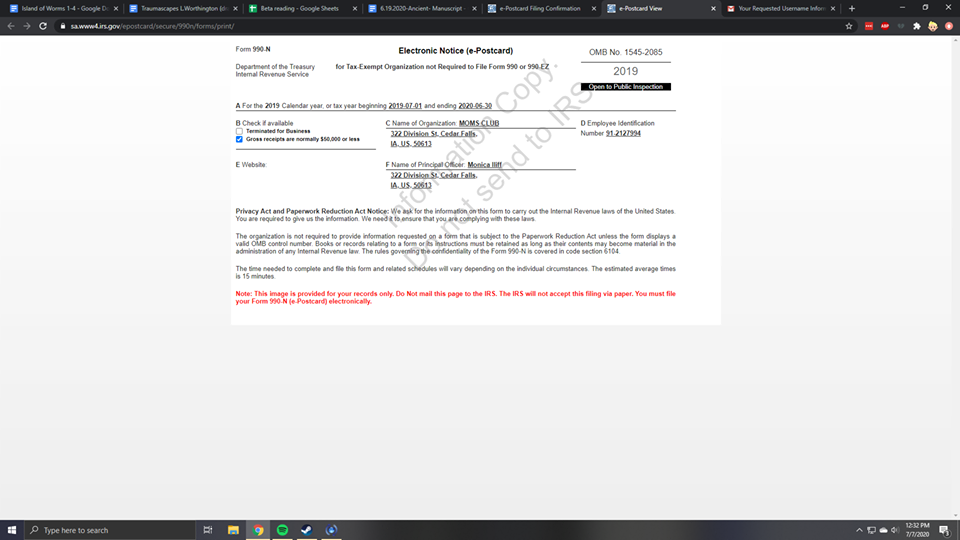 Island of Worms 1-4 - Google Do
Traumascapes L.Worthington (di
Beta reading - Google Sheets
6.19.2020-Ancient- Manuscript -
e-Postcard Filing Confirmation
e-Postcard View
Your Requested Username Inform
sa.www4.irs.gov/epostcard/secure/990n/forms/print/
ABP
Form 990-N
Electronic Notice (e-Postcard)
OMB No. 1545-2085
Department of the Treasury
Internal Revenue Service
for Tax-Exempt Organization not Required to File Form 990 or 990-EZ
2019
Open to Public Inspection
A For the 2019 Calendar year, or tax year beginning 2019-07-01 and ending 2020-06-30
B Check if available
Terminated for Business
Gross receipts are normally $50,000 or less
C Name of Organization: MOMS CLUB
322 Division St, Cedar Falls,
IA, US, 50613
D Employee Identification
Number 91-2127994
E Website:
F Name of Principal Officer: Monica Iliff
322 Division St, Cedar Falls,
IA, US, 50613
Information Copy.
Do not send to IRS.
Privacy Act and Paperwork Reduction Act Notice: We ask for the information on this form to carry out the Internal Revenue laws of the United States.
You are required to give us the information. We need it to ensure that you are complying with these laws.
The organization is not required to provide information requested on a form that is subject to the Paperwork Reduction Act unless the form displays a
valid OMB control number. Books or records relating to a form or its instructions must be retained as long as their contents may become material in the
administration of any Internal Revenue law. The rules governing the confidentiality of the Form 990-N is covered in code section 6104.
The time needed to complete and file this form and related schedules will vary depending on the individual circumstances. The estimated average times
is 15 minutes.
Note: This image is provided for your records only. Do Not mail this page to the IRS. The IRS will not accept this filing via paper. You must file
your Form 990-N (e-Postcard) electronically.
Type here to search
12:32 PM
7/7/2020